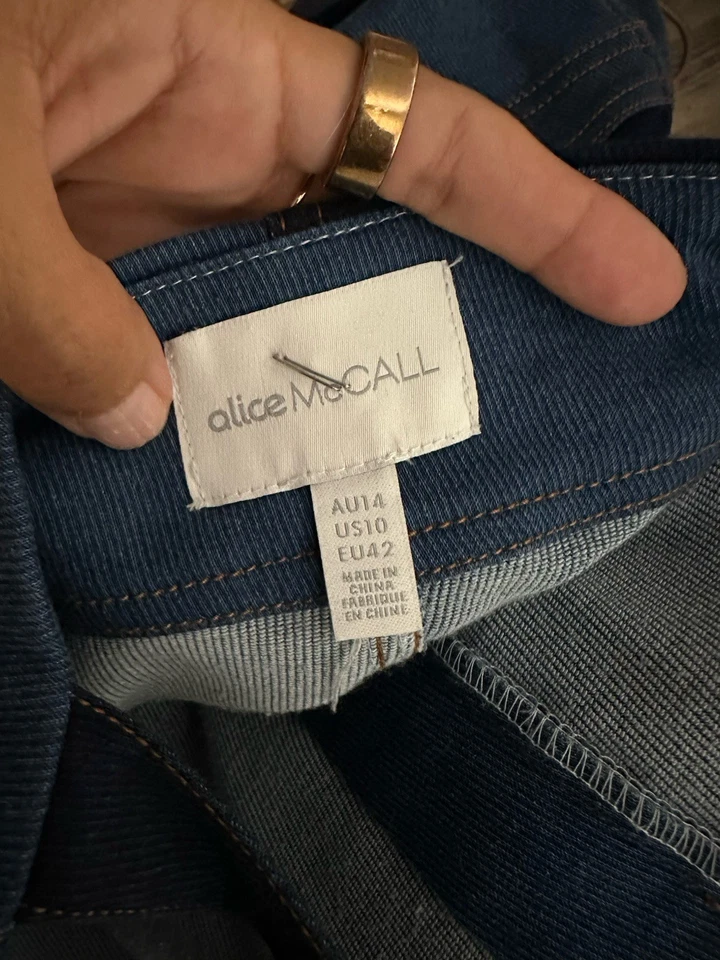 alice McCALL
AU14
US10
EU42
MADE IN
CHINA
FABRIQUE
EN CHINE